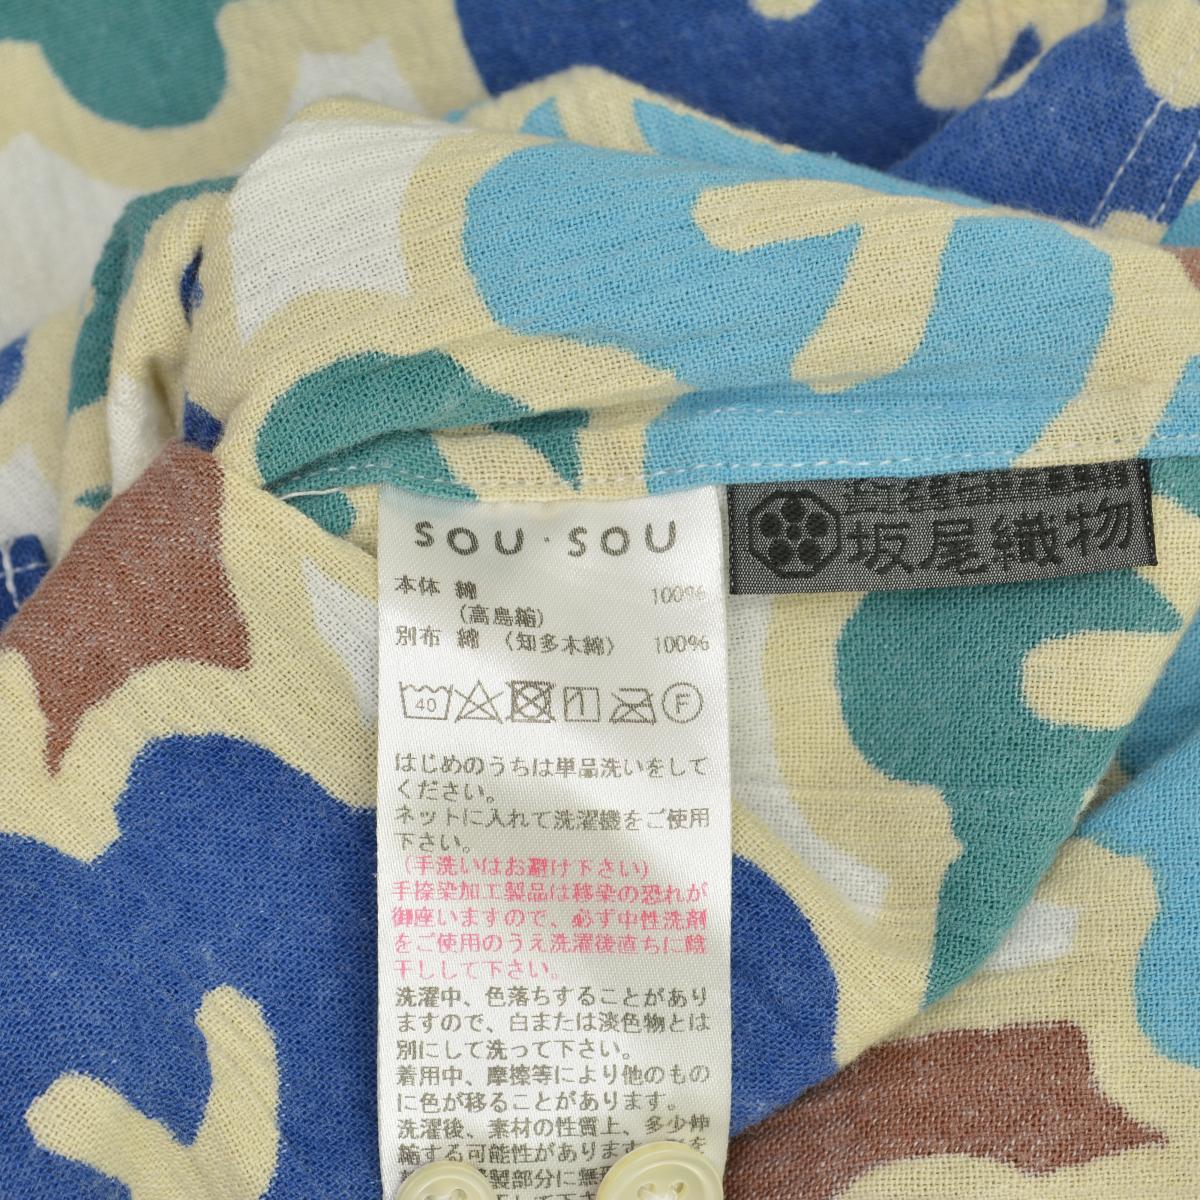 SOU・SOU
本体 綿 100%
(高島縮)
別布 綿 (知多木綿) 100%
40
F
はじめのうちは単品洗いをして
ください。
ネットに入れて洗濯機をご使用
下さい。
(手洗いはお避け下さい)
手捺染加工製品は移染の恐れが
御座いますので、必ず中性洗剤
をご使用のうえ洗濯後直ちに陰
干しして下さい。
洗濯中、色落ちすることがあり
ますので、白または淡色物とは
別にして洗って下さい。
着用中、摩擦等により他のもの
に色が移ることがあります。
洗濯後、素材の性質上、多少伸
縮する可能性があります
製部分に無
して下さ
坂尾織物